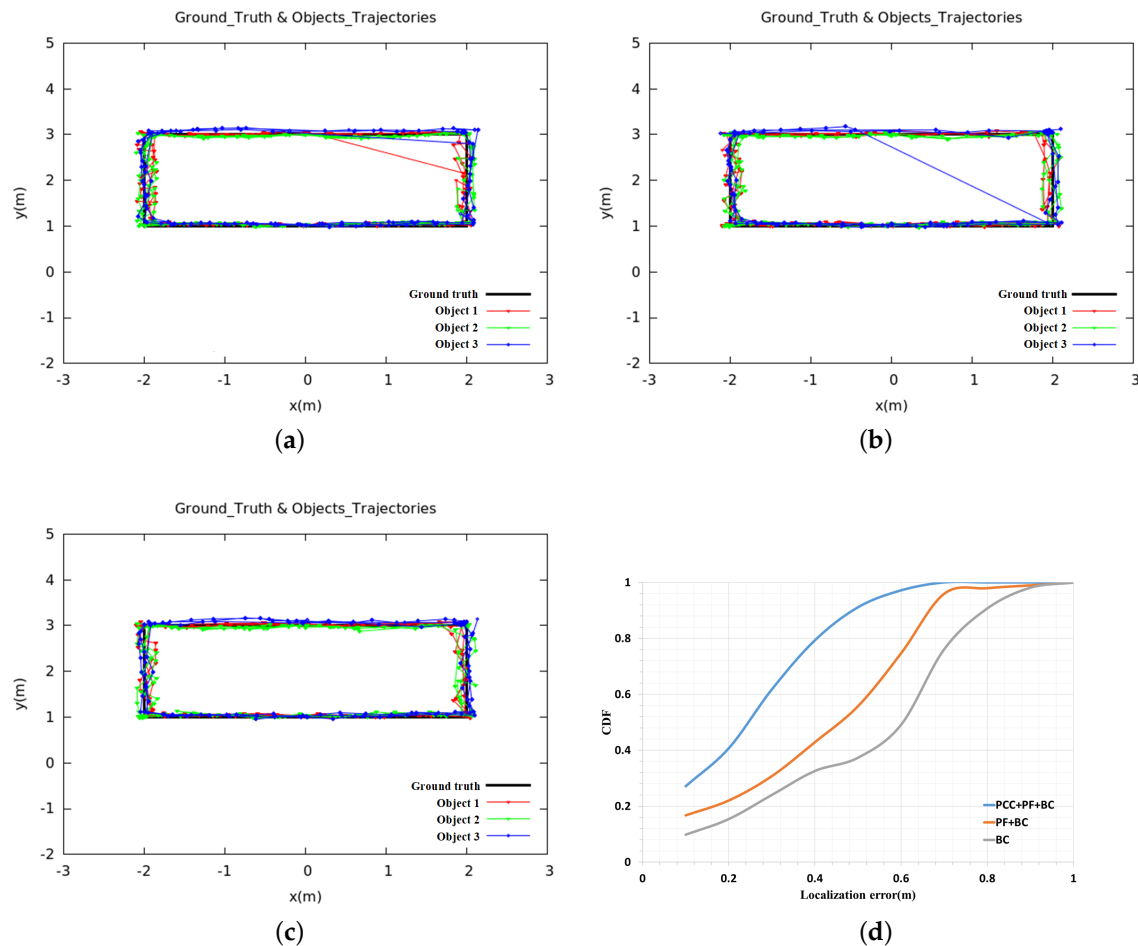 Ground_Truth & Objects_Trajectories
5
4
3
2
1
0
-1
-2
y(m)
Ground truth
Object 1
Object 2
Object 3
-3 -2 -1 0 1 2 3
x(m)
(a)
Ground_Truth & Objects_Trajectories
5
4
3
2
1
0
-1
-2
y(m)
Ground truth
Object 1
Object 2
Object 3
-3 -2 -1 0 1 2 3
x(m)
(b)
Ground_Truth & Objects_Trajectories
5
4
3
2
1
0
-1
-2
y(m)
Ground truth
Object 1
Object 2
Object 3
-3 -2 -1 0 1 2 3
x(m)
(c)
1
0.8
0.6
0.4
0.2
0
CDF
PCC+PF+BC
PF+BC
BC
0 0.2 0.4 0.6 0.8 1
Localization error(m)
(d)